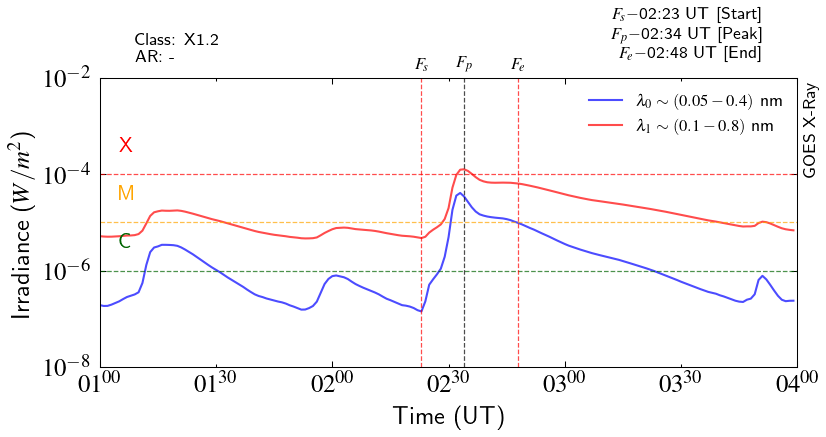 F_s−02:23 UT [Start]
Class: X1.2
F_p−02:34 UT [Peak]
AR: -
F_e−02:48 UT [End]
F_s
F_p
F_e
10^{−2}
λ_0 ∼ (0.05 − 0.4) nm
λ_1 ∼ (0.1 − 0.8) nm
GOES X-Ray
X
10^{−4}
M
Irradiance (W/m^2)
C
10^{−6}
10^{−8}
01^{00}
01^{30}
02^{00}
02^{30}
03^{00}
03^{30}
04^{00}
Time (UT)